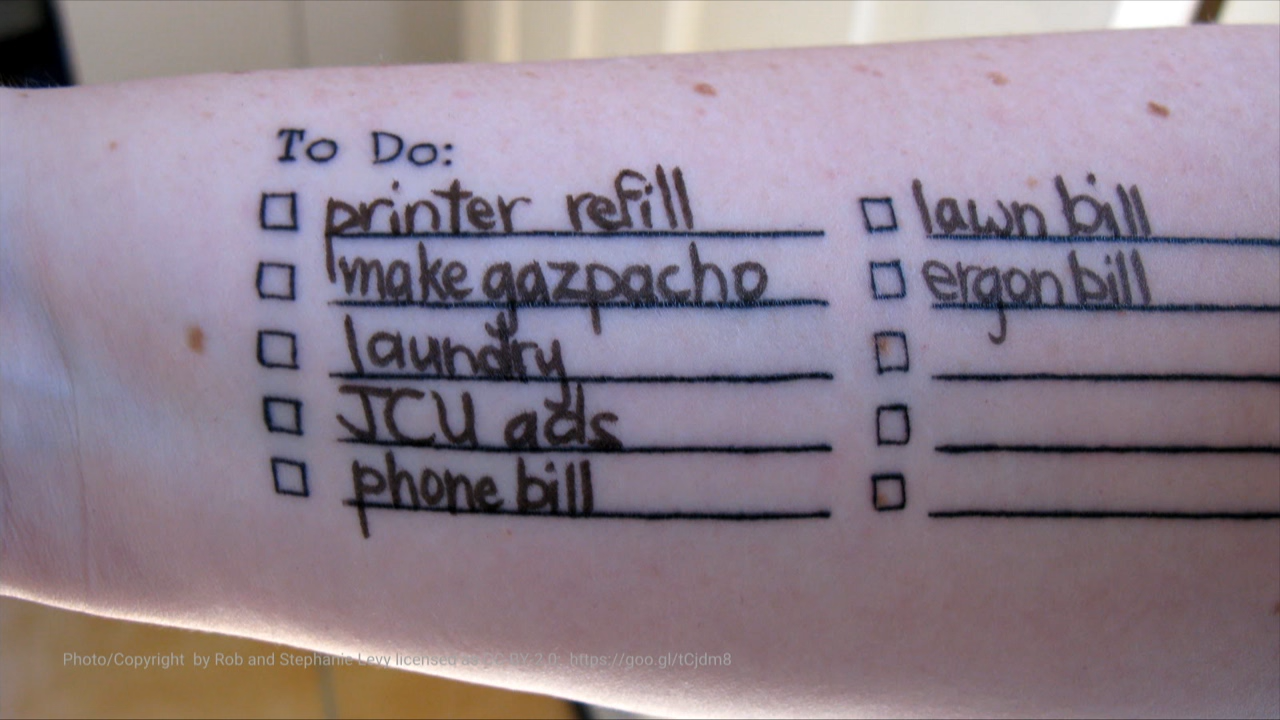 To Do:
printer refill
make gazpacho
laundry
JCU ads
phone bill
lawn bill
ergon bill
Photo/Copyright by Rob and Stephanie Levy licensed as CC BY 2.0: https://goo.gl/tCjdm8